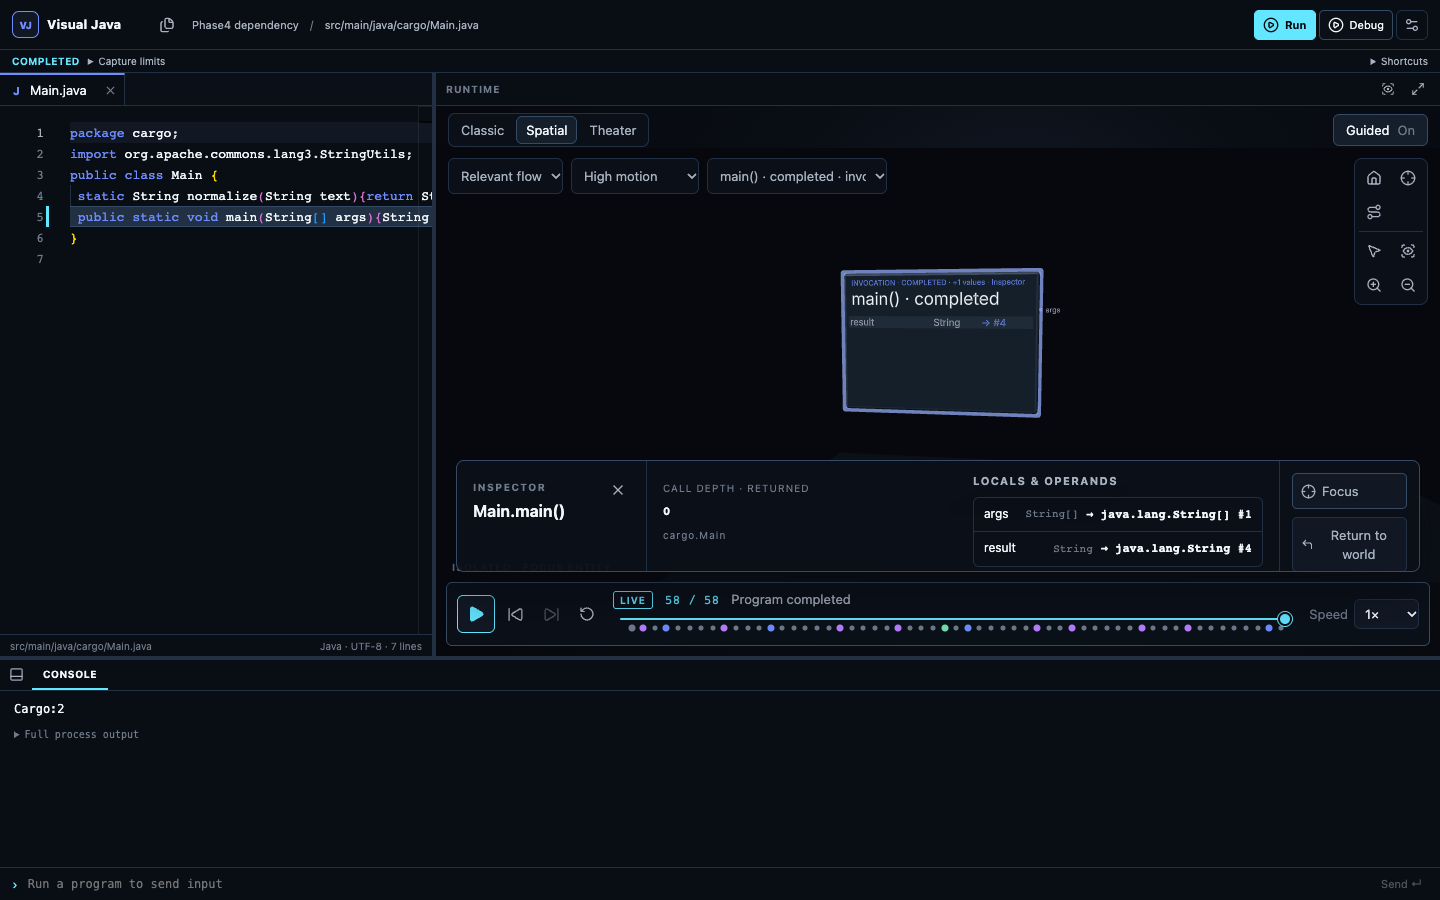 VJ Visual Java Phase4 dependency / src/main/java/cargo/Main.java Run Debug
COMPLETED Capture limits Shortcuts
J Main.java
RUNTIME
Classic Spatial Theater Guided On
Relevant flow High motion main() · completed · invc
1 package cargo;
2 import org.apache.commons.lang3.StringUtils;
3 public class Main {
4 static String normalize(String text){return St
5 public static void main(String[] args){String
6 }
7
INVOCATION · COMPLETED · +1 values · Inspector
main() · completed
result String → #4
args
INSPECTOR
Main.main()
CALL DEPTH · RETURNED
0
cargo.Main
LOCALS & OPERANDS
args String[] → java.lang.String[] #1
result String → java.lang.String #4
Focus
Return to
world
LIVE 58 / 58 Program completed
Speed 1×
src/main/java/cargo/Main.java Java · UTF-8 · 7 lines
CONSOLE
Cargo:2
Full process output
› Run a program to send input Send ↵